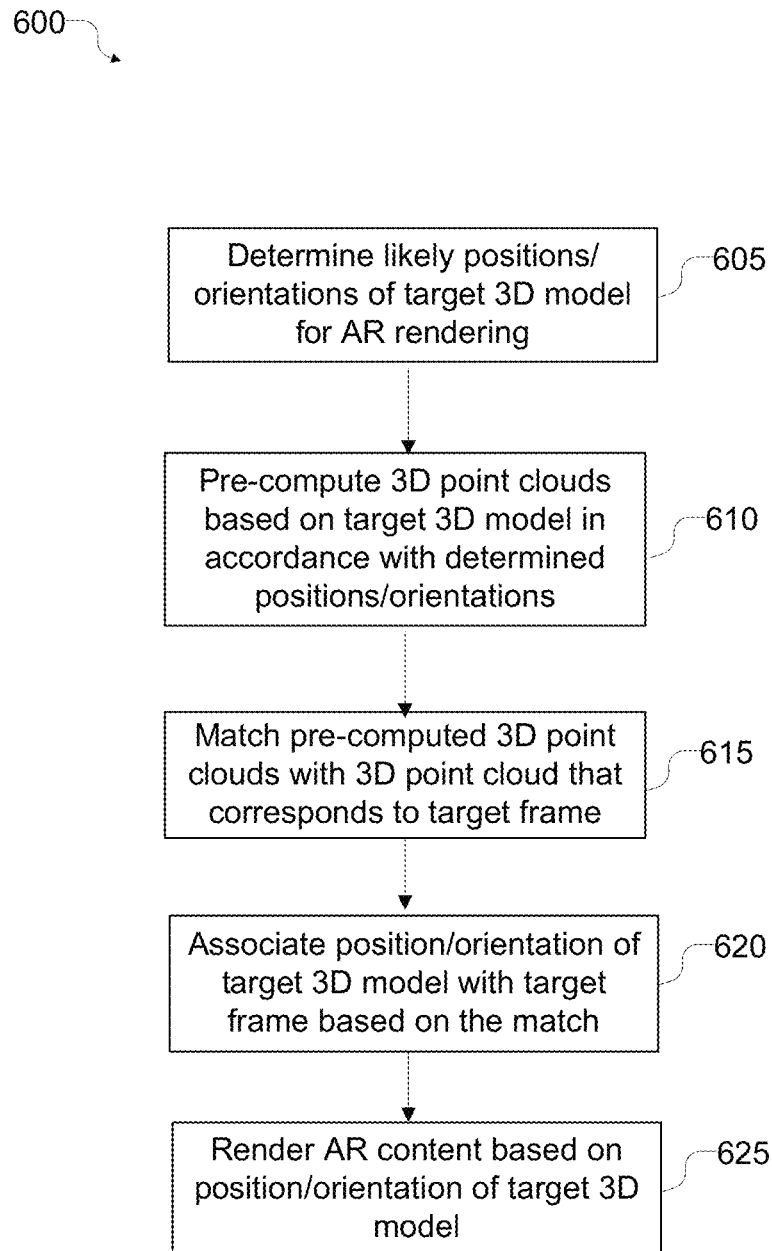 600
Determine likely positions/
orientations of target 3D model
for AR rendering
605
Pre-compute 3D point clouds
based on target 3D model in
accordance with determined
positions/orientations
610
Match pre-computed 3D point
clouds with 3D point cloud that
corresponds to target frame
615
Associate position/orientation of
target 3D model with target
frame based on the match
620
Render AR content based on
position/orientation of target 3D
model
625